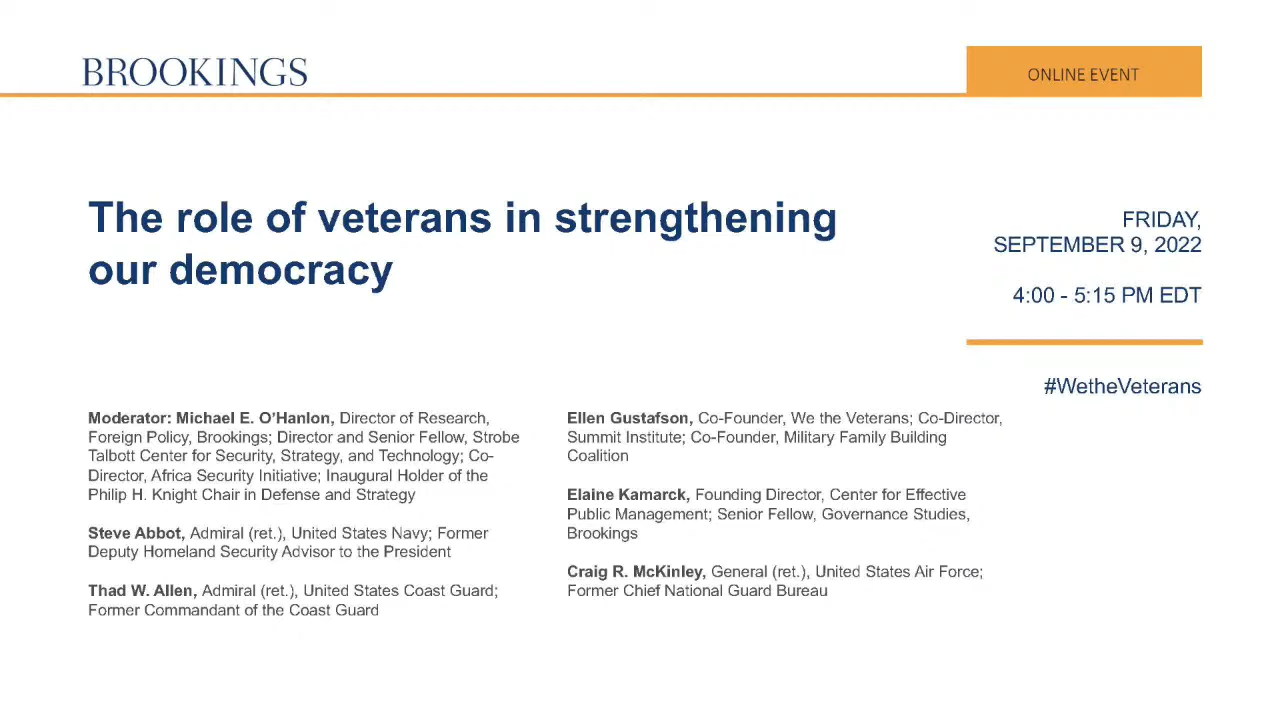 BROOKINGS
ONLINE EVENT
The role of veterans in strengthening
our democracy
FRIDAY,
SEPTEMBER 9, 2022
4:00 - 5:15 PM EDT
#WetheVeterans
Moderator: Michael E. O’Hanlon, Director of Research,
Foreign Policy, Brookings; Director and Senior Fellow, Strobe
Talbott Center for Security, Strategy, and Technology; Co-
Director, Africa Security Initiative; Inaugural Holder of the
Philip H. Knight Chair in Defense and Strategy
Steve Abbot, Admiral (ret.), United States Navy; Former
Deputy Homeland Security Advisor to the President
Thad W. Allen, Admiral (ret.), United States Coast Guard;
Former Commandant of the Coast Guard
Ellen Gustafson, Co-Founder, We the Veterans; Co-Director,
Summit Institute; Co-Founder, Military Family Building
Coalition
Elaine Kamarck, Founding Director, Center for Effective
Public Management; Senior Fellow, Governance Studies,
Brookings
Craig R. McKinley, General (ret.), United States Air Force;
Former Chief National Guard Bureau